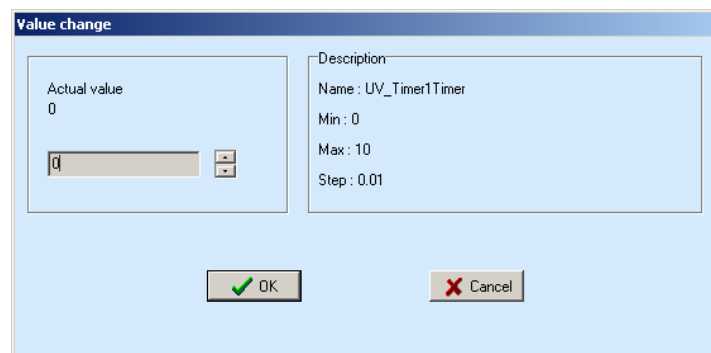 Value change
Actual value
0
0
Description
Name : UV_Timer1Timer
Min : 0
Max : 10
Step : 0.01
OK
Cancel